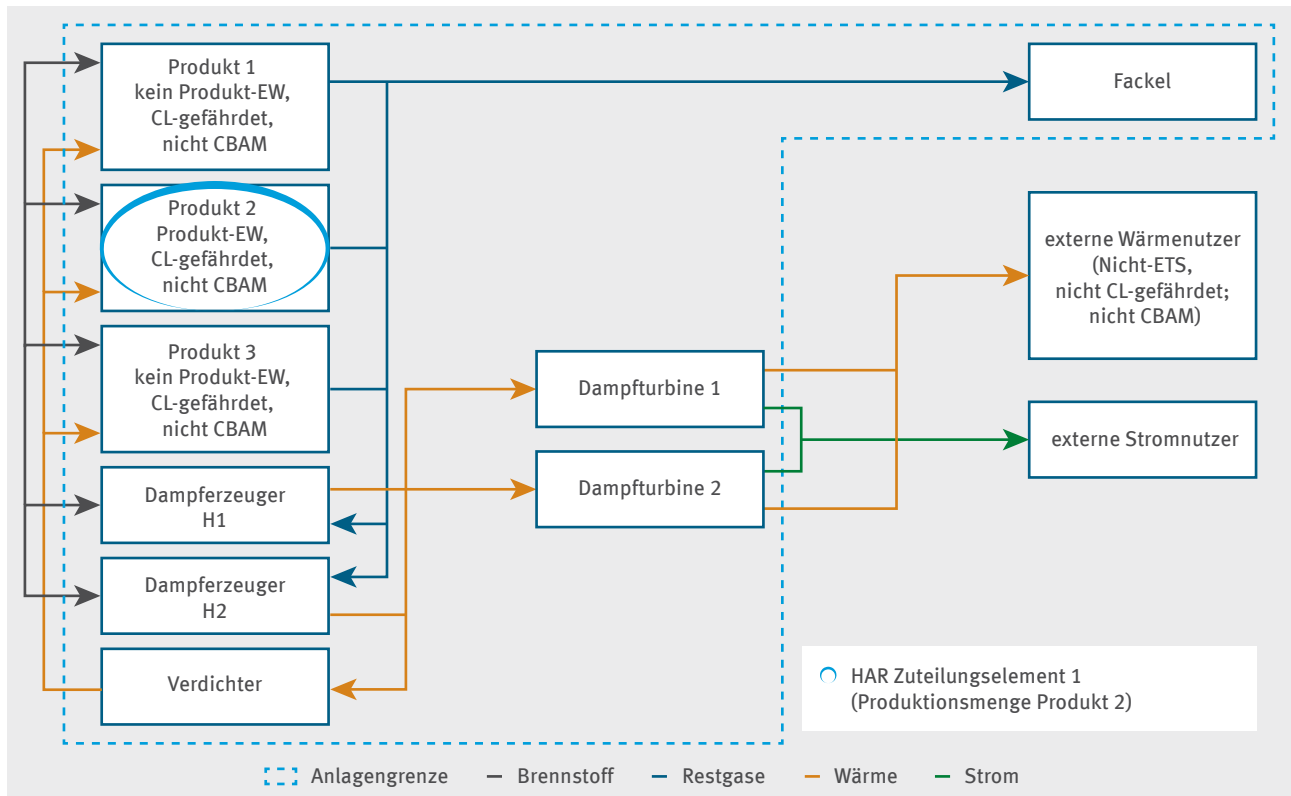 Produkt 1
kein Produkt-EW,
CL-gefährdet,
nicht CBAM
Fackel
Produkt 2
Produkt-EW,
CL-gefährdet,
nicht CBAM
externe Wärmenutzer
(Nicht-ETS,
nicht CL-gefährdet;
nicht CBAM)
Produkt 3
kein Produkt-EW,
CL-gefährdet,
nicht CBAM
Dampfturbine 1
externe Stromnutzer
Dampferzeuger
H1
Dampfturbine 2
Dampferzeuger
H2
Verdichter
HAR Zuteilungselement 1
(Produktionsmenge Produkt 2)
Anlagengrenze
Brennstoff
Restgase
Wärme
Strom